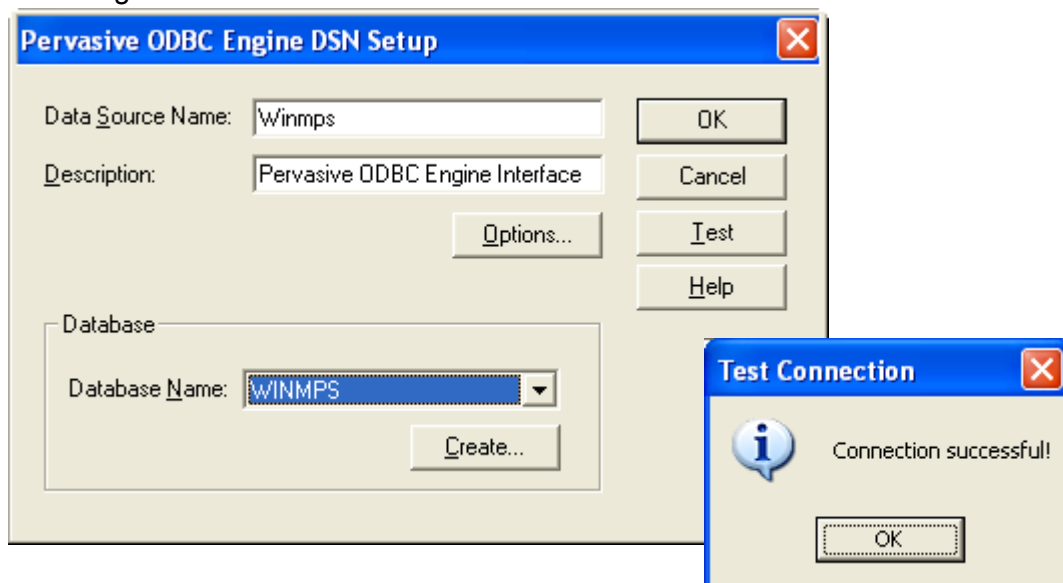 Pervasive ODBC Engine DSN Setup
Data Source Name: Winmps
OK
Description: Pervasive ODBC Engine Interface
Cancel
Options...
Test
Help
Database
Database Name: WINMPS
Create...
Test Connection
Connection successful!
OK